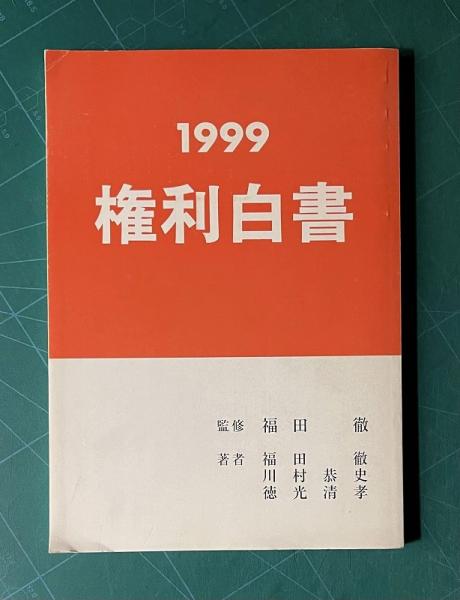 1999
権利白書
監修 福田 徹
著者 福田 徹
川村恭史
徳光清孝